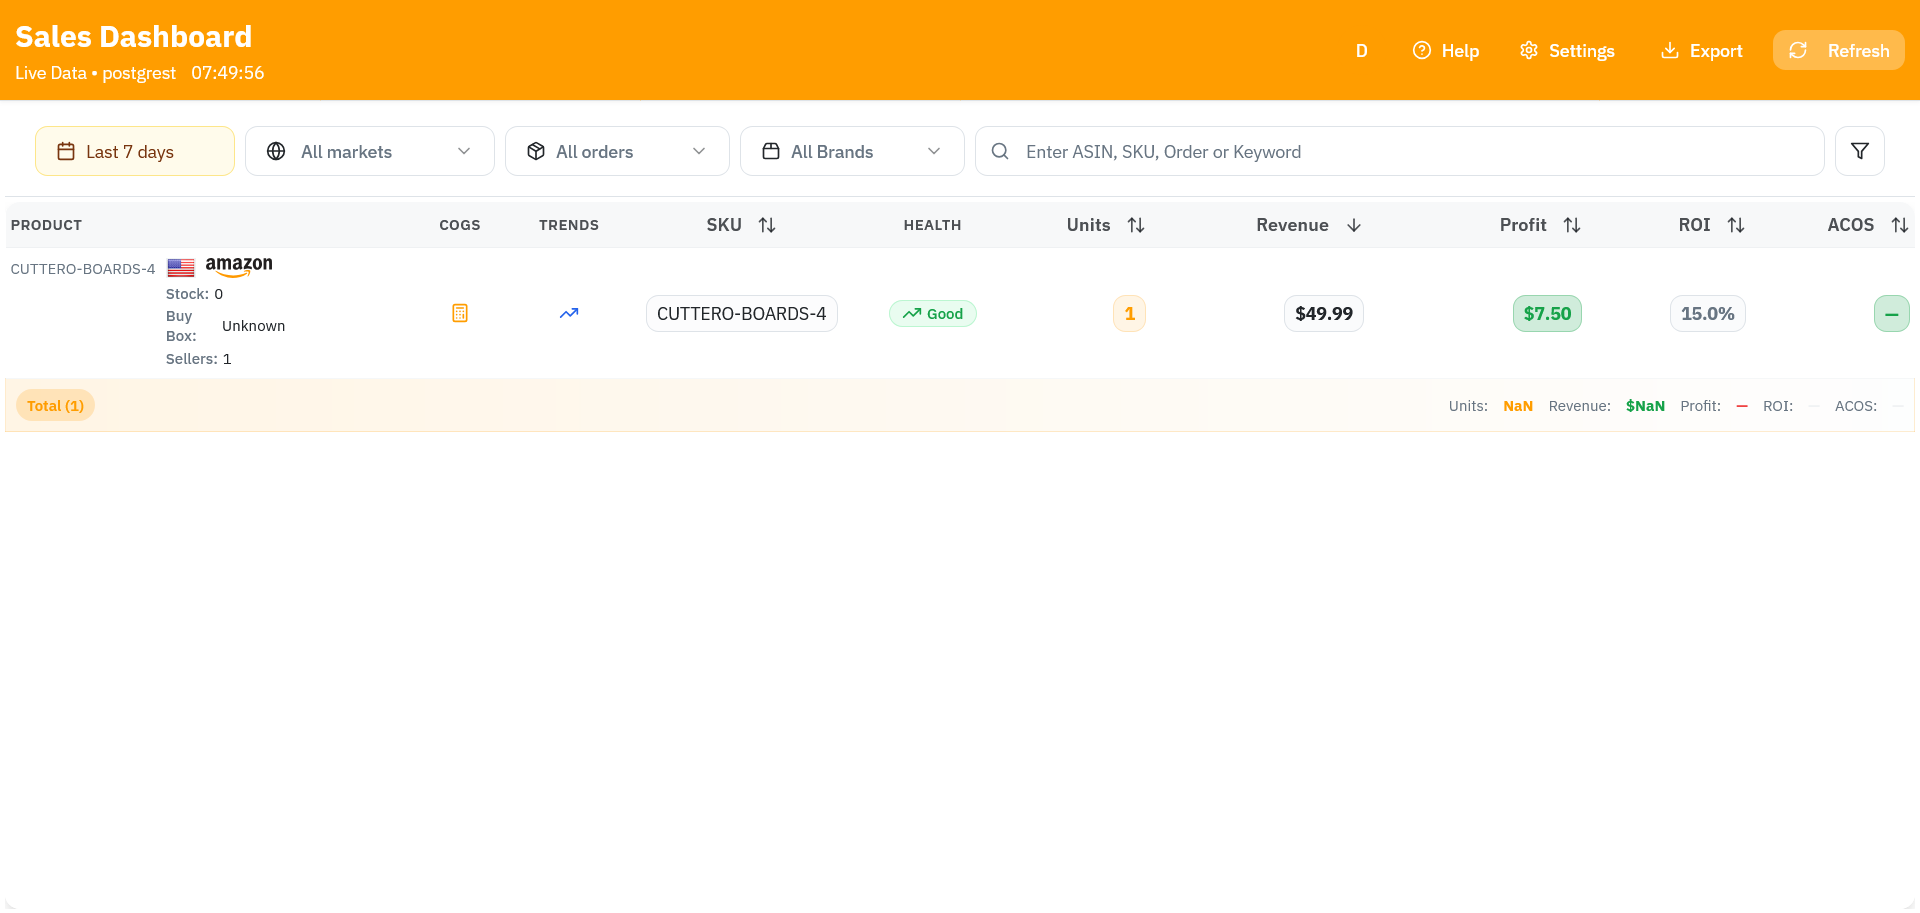 Sales Dashboard
Live Data • postgrest 07:49:56
D Help Settings Export Refresh
Last 7 days All markets All orders All Brands Enter ASIN, SKU, Order or Keyword
PRODUCT COGS TRENDS SKU HEALTH Units Revenue Profit ROI ACOS
CUTTERO-BOARDS-4 amazon
Stock: 0
Buy Box: Unknown
Sellers: 1
CUTTERO-BOARDS-4 Good 1 $49.99 $7.50 15.0% —
Total (1) Units: NaN Revenue: $NaN Profit: — ROI: — ACOS: —